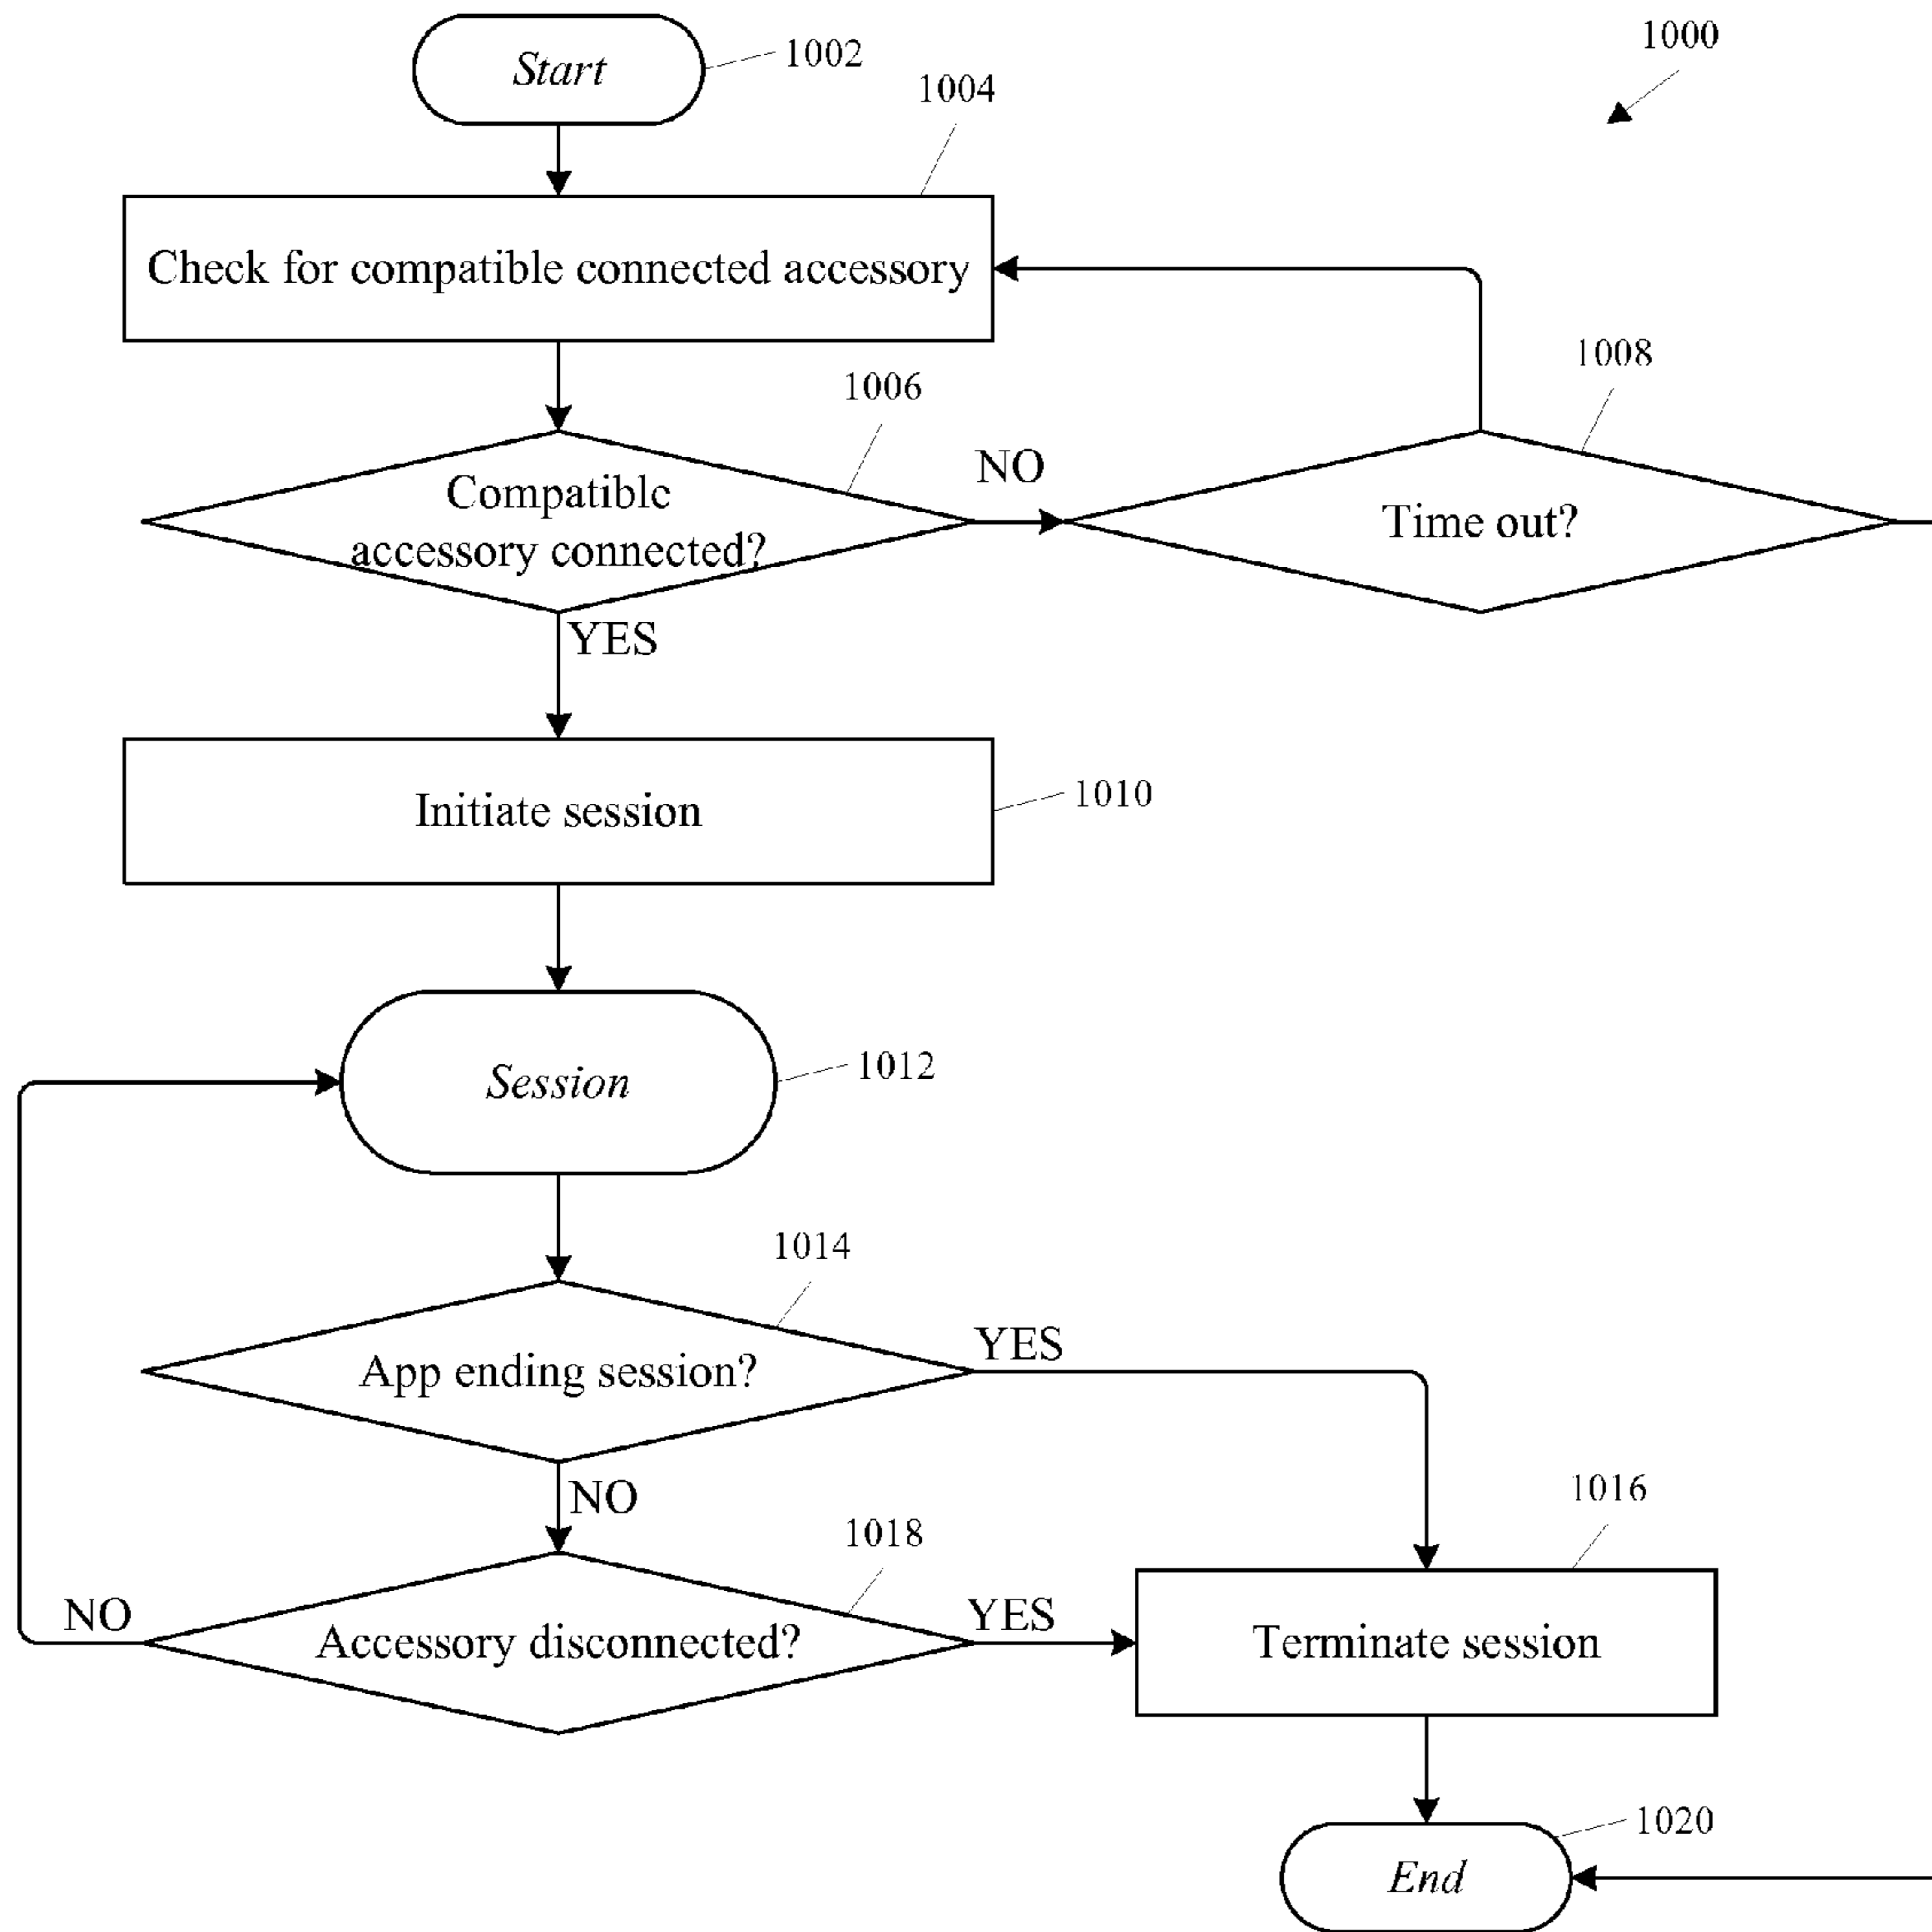 Start
1002
1000
1004
Check for compatible connected accessory
1006
1008
Compatible
accessory connected?
NO
Time out?
YES
Initiate session
1010
Session
1012
1014
App ending session?
YES
NO
1016
1018
NO
Accessory disconnected?
YES
Terminate session
1020
End